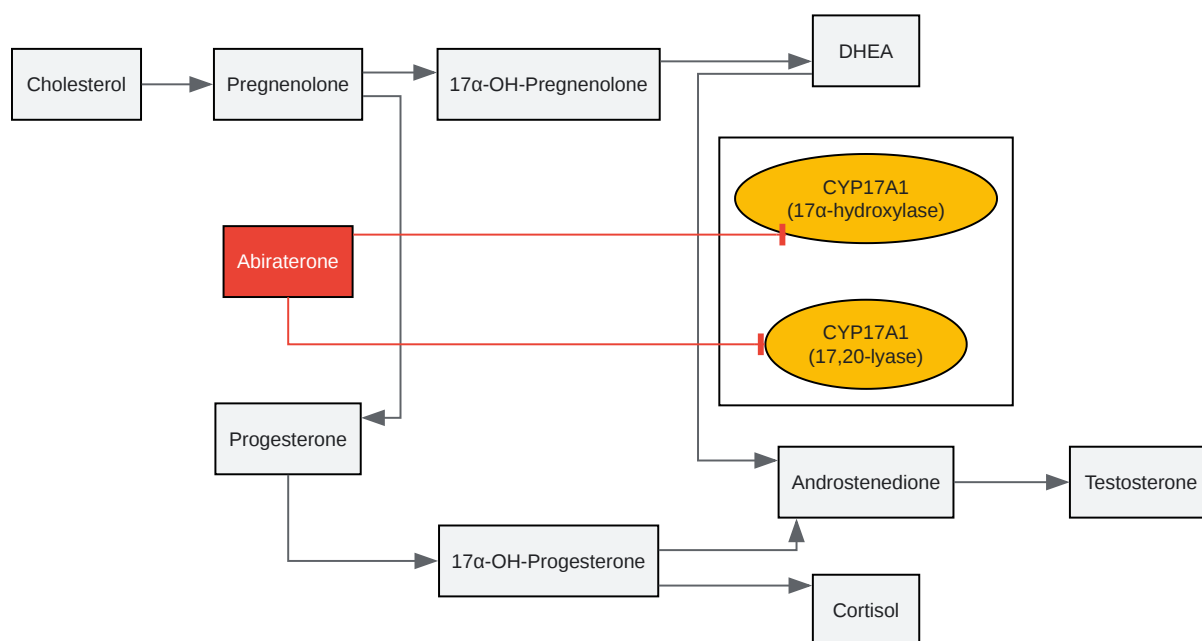 DHEA
Cholesterol
Pregnenolone
17α-OH-Pregnenolone
CYP17A1
(17α-hydroxylase)
Abiraterone
CYP17A1
(17,20-lyase)
Progesterone
Androstenedione
Testosterone
17α-OH-Progesterone
Cortisol